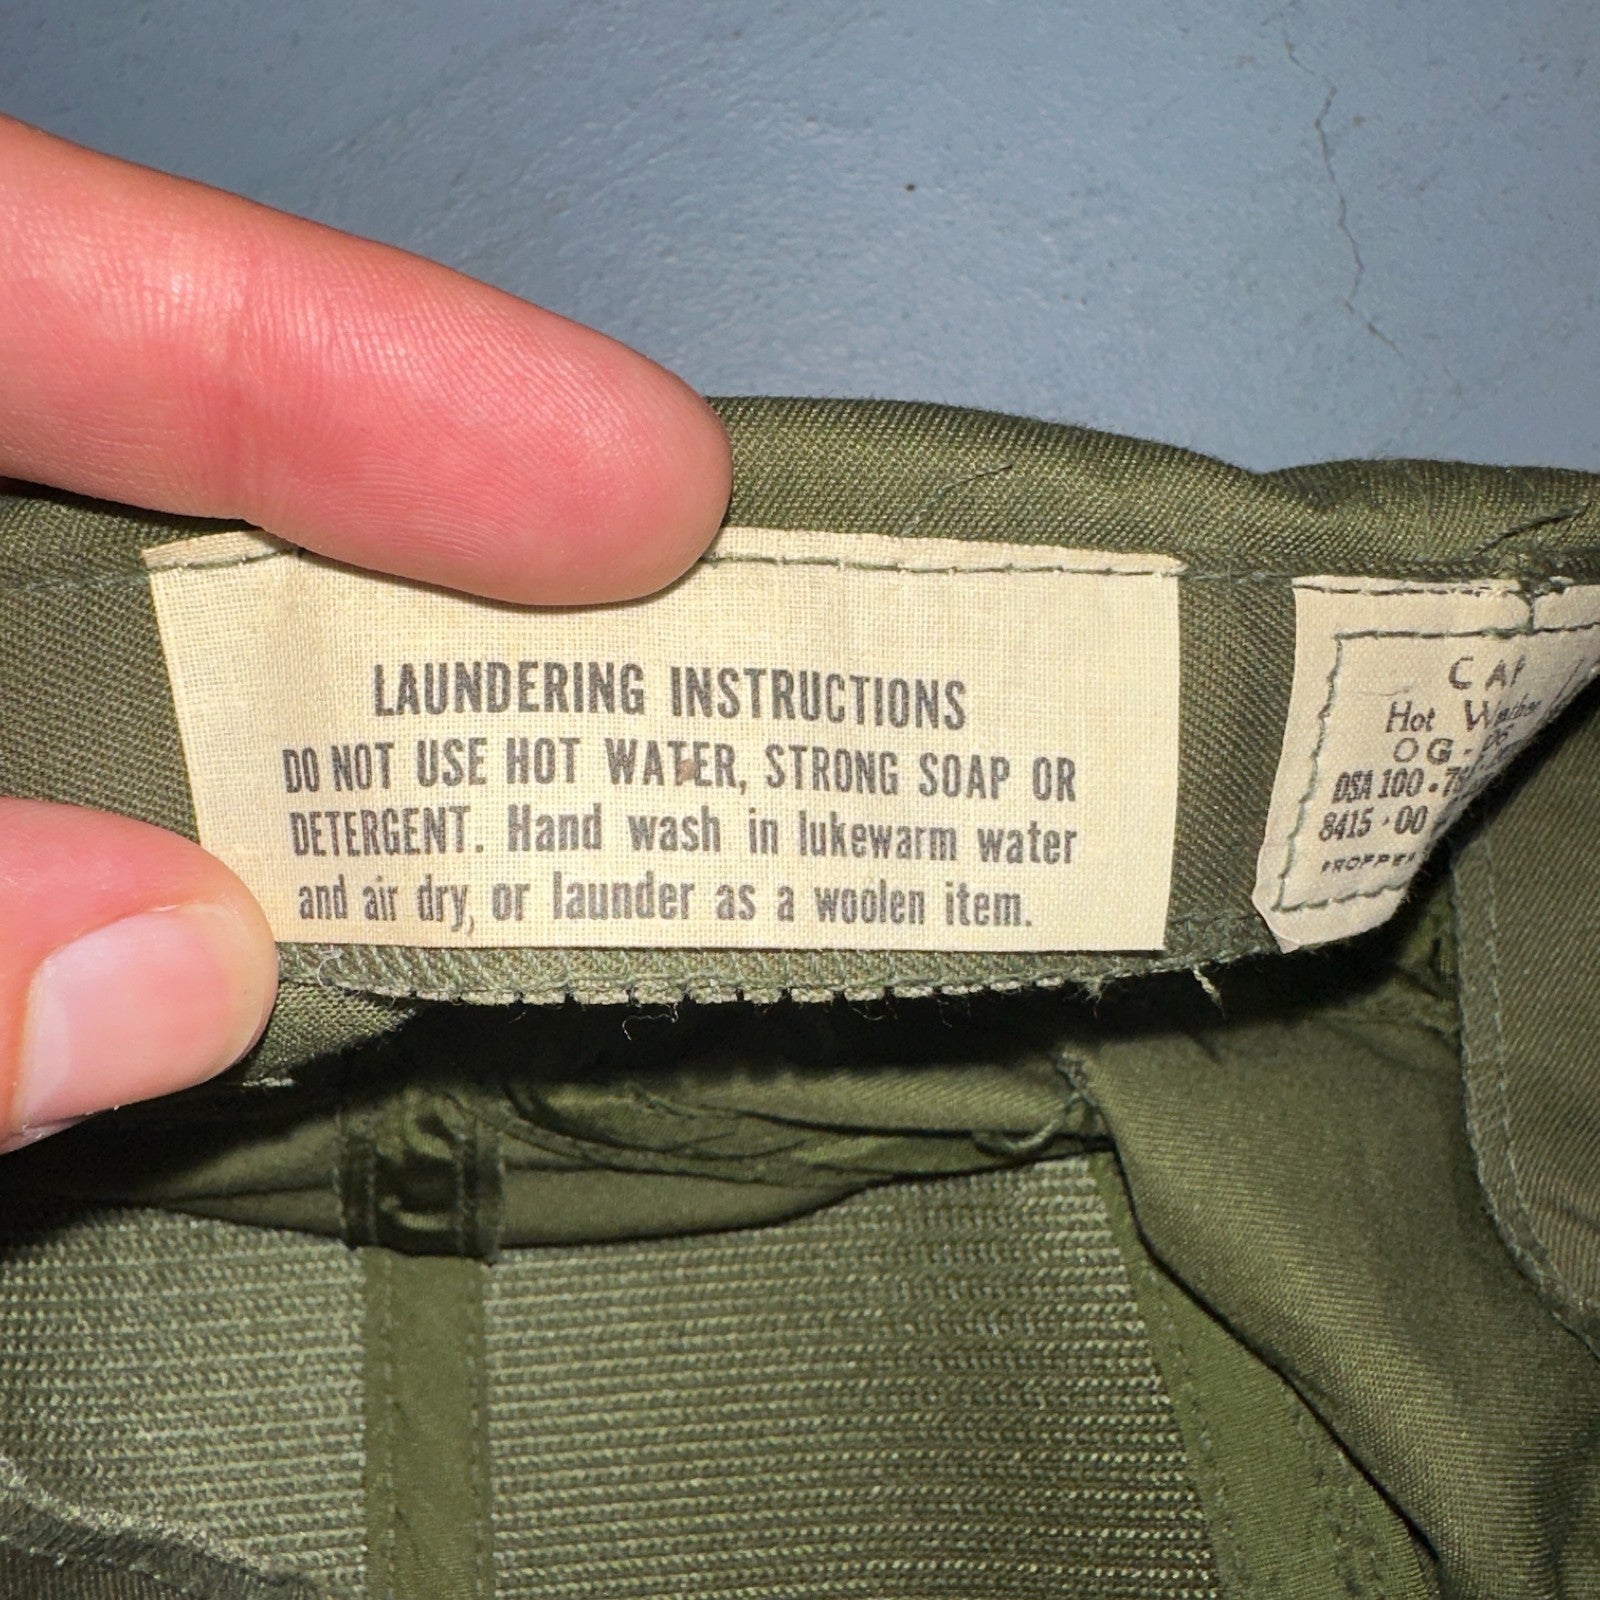 LAUNDERING INSTRUCTIONS
DO NOT USE HOT WATER, STRONG SOAP OR
DETERGENT. Hand wash in lukewarm water
and air dry, or launder as a woolen item.
CAP
Hot Weather
OG-
DSA 100-
8415-00